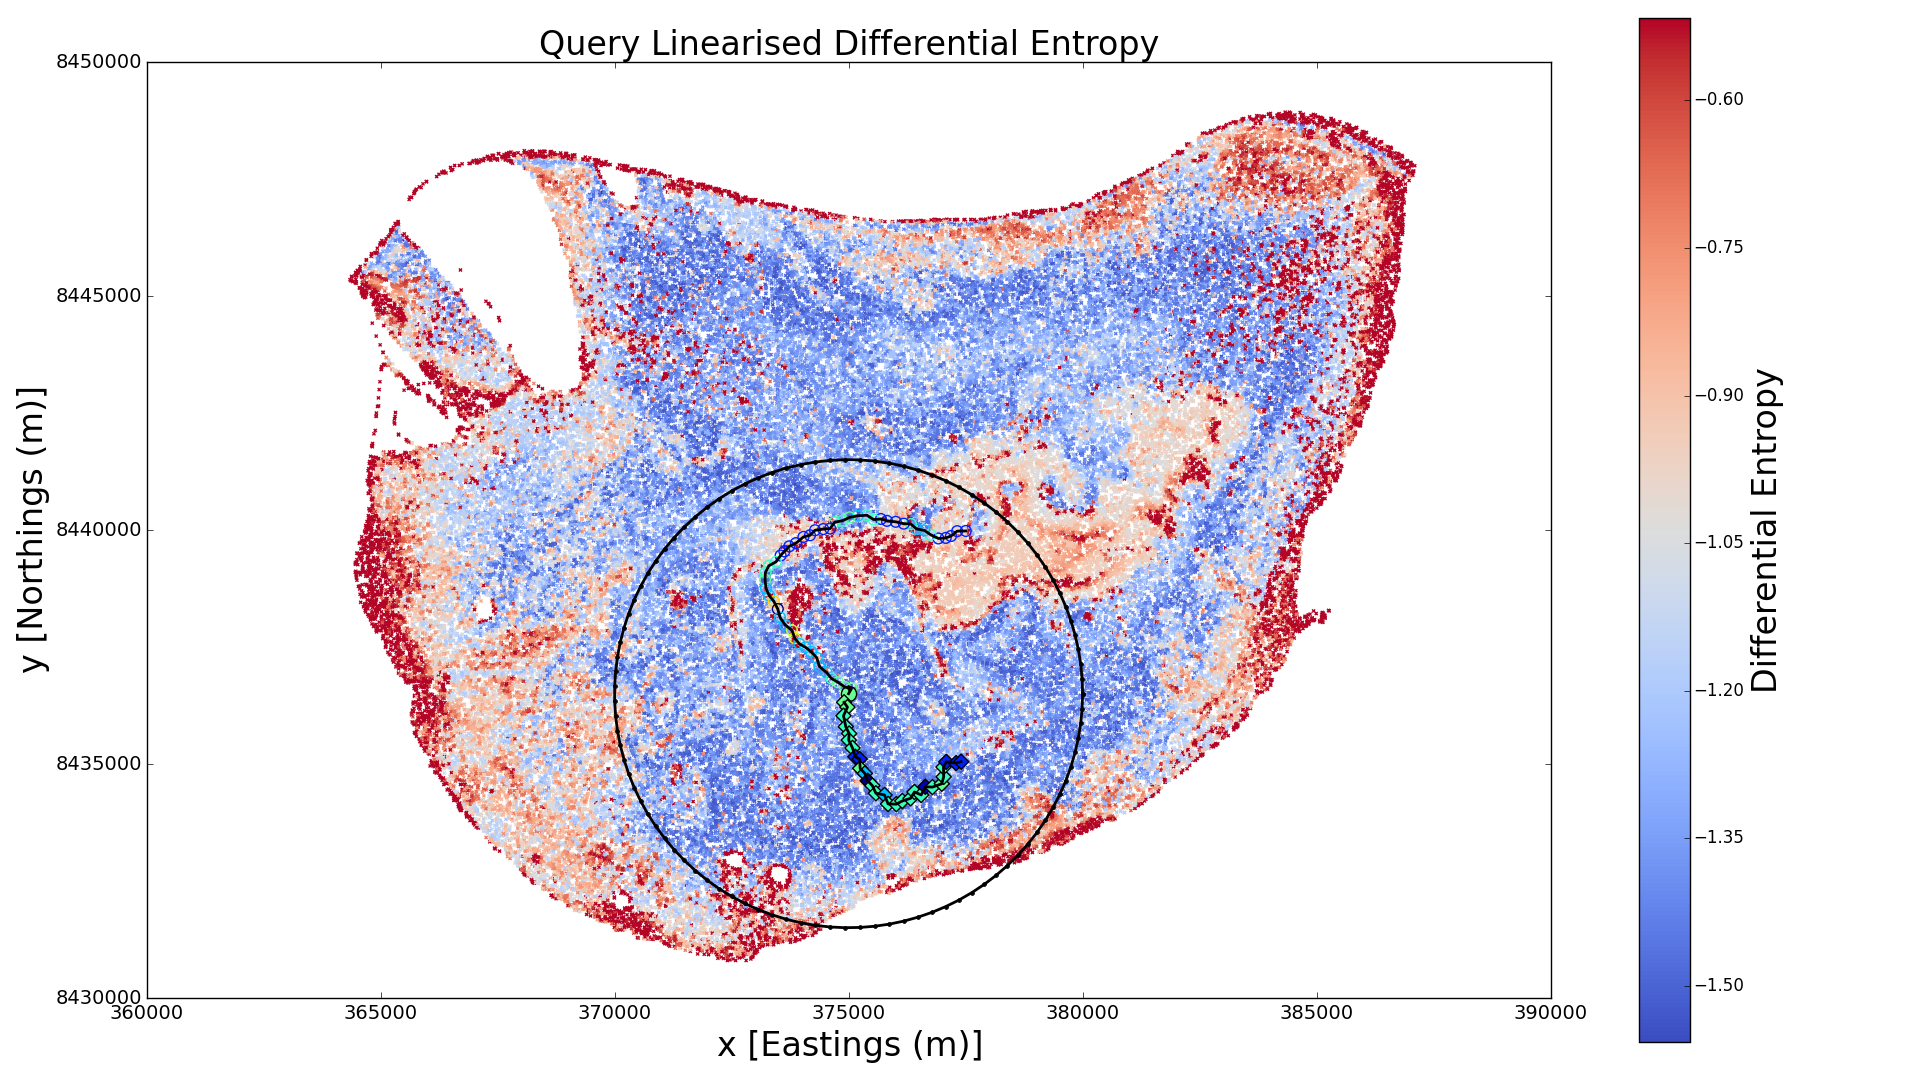 Query Linearised Differential Entropy
8450000
8445000
8440000
8435000
8430000
y [Northings (m)]
360000 365000 370000 375000 380000 385000 390000
x [Eastings (m)]
−0.60
−0.75
−0.90
−1.05
−1.20
−1.35
−1.50
Differential Entropy